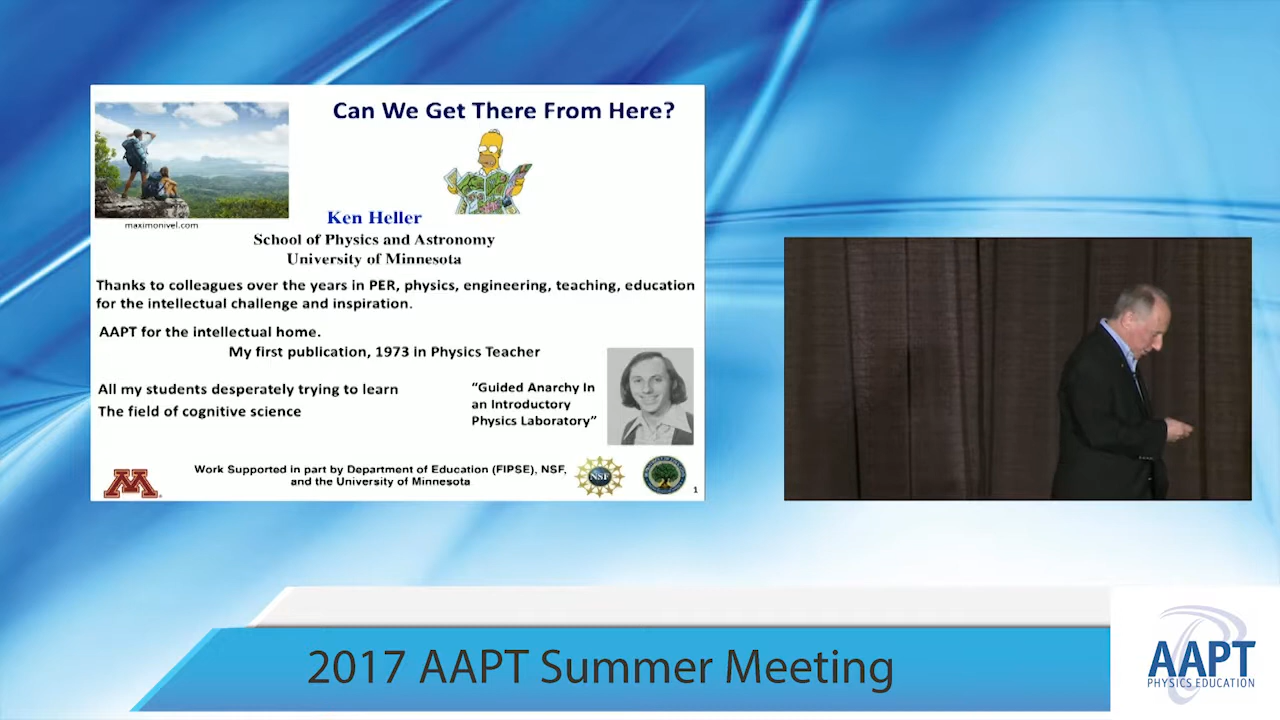 Can We Get There From Here?
maximonivel.com
Ken Heller
School of Physics and Astronomy
University of Minnesota
Thanks to colleagues over the years in PER, physics, engineering, teaching, education
for the intellectual challenge and inspiration.
AAPT for the intellectual home.
My first publication, 1973 in Physics Teacher
All my students desperately trying to learn
The field of cognitive science
“Guided Anarchy In
an Introductory
Physics Laboratory”
Work Supported in part by Department of Education (FIPSE), NSF,
and the University of Minnesota
M
NSF
1
2017 AAPT Summer Meeting
AAPT
PHYSICS EDUCATION